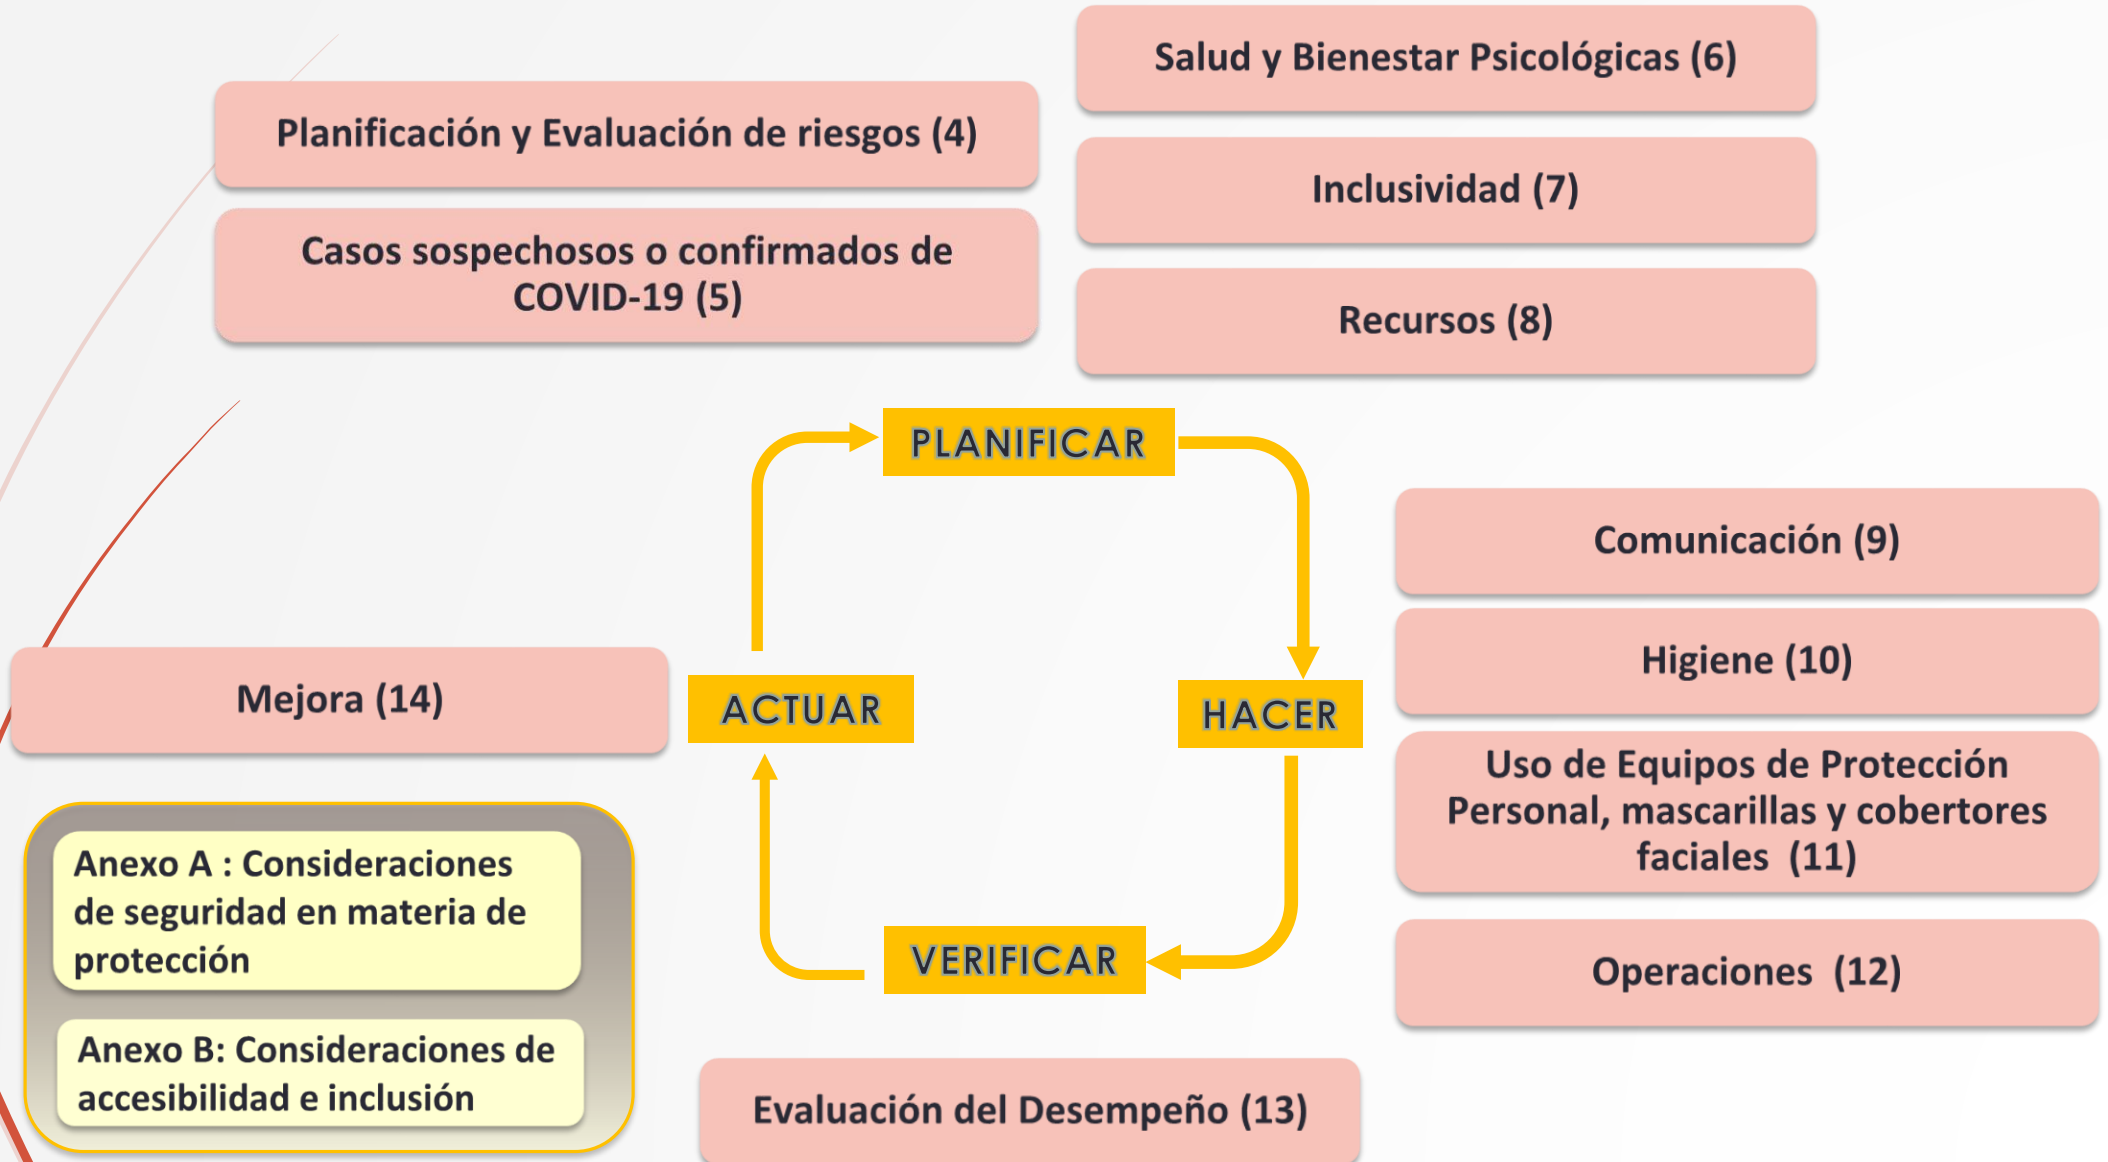 Salud y Bienestar Psicológicas (6)
Planificación y Evaluación de riesgos (4)
Inclusividad (7)
Casos sospechosos o confirmados de
COVID-19 (5)
Recursos (8)
PLANIFICAR
Comunicación (9)
Higiene (10)
Mejora (14)
ACTUAR
HACER
Uso de Equipos de Protección
Personal, mascarillas y cobertores
faciales (11)
Anexo A : Consideraciones
de seguridad en materia de
protección
VERIFICAR
Operaciones (12)
Anexo B: Consideraciones de
accesibilidad e inclusión
Evaluación del Desempeño (13)